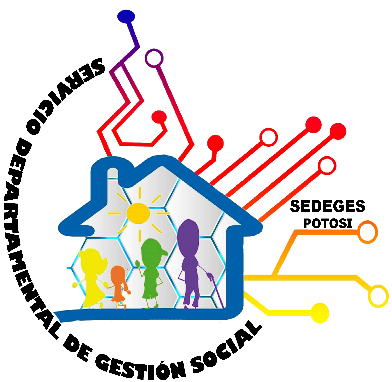 SERVICIO DEPARTAMENTAL DE GESTIÓN SOCIAL
SEDEGES
POTOSI